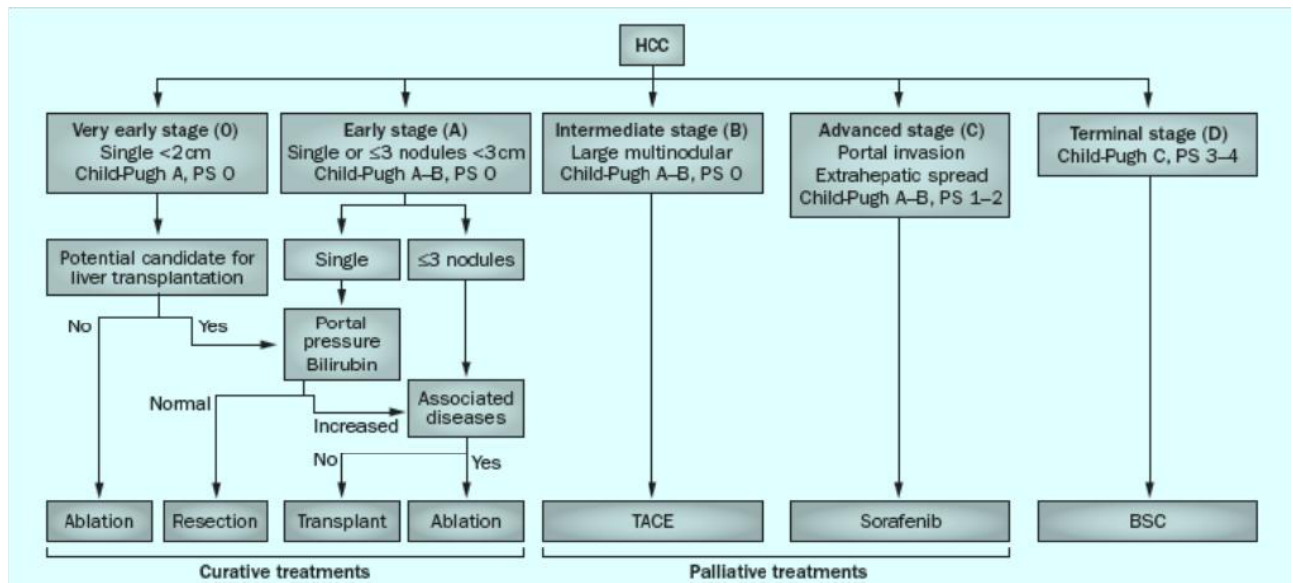 HCC
Very early stage (0)
Single <2cm
Child-Pugh A, PS 0
Early stage (A)
Single or ≤3 nodules <3cm
Child-Pugh A–B, PS 0
Intermediate stage (B)
Large multinodular
Child-Pugh A–B, PS 0
Advanced stage (C)
Portal invasion
Extrahepatic spread
Child-Pugh A–B, PS 1–2
Terminal stage (D)
Child-Pugh C, PS 3–4
Potential candidate for
liver transplantation
Single
≤3 nodules
No
Yes
Portal
pressure
Bilirubin
Normal
Increased
Associated
diseases
No
Yes
Ablation
Resection
Transplant
Ablation
TACE
Sorafenib
BSC
Curative treatments
Palliative treatments